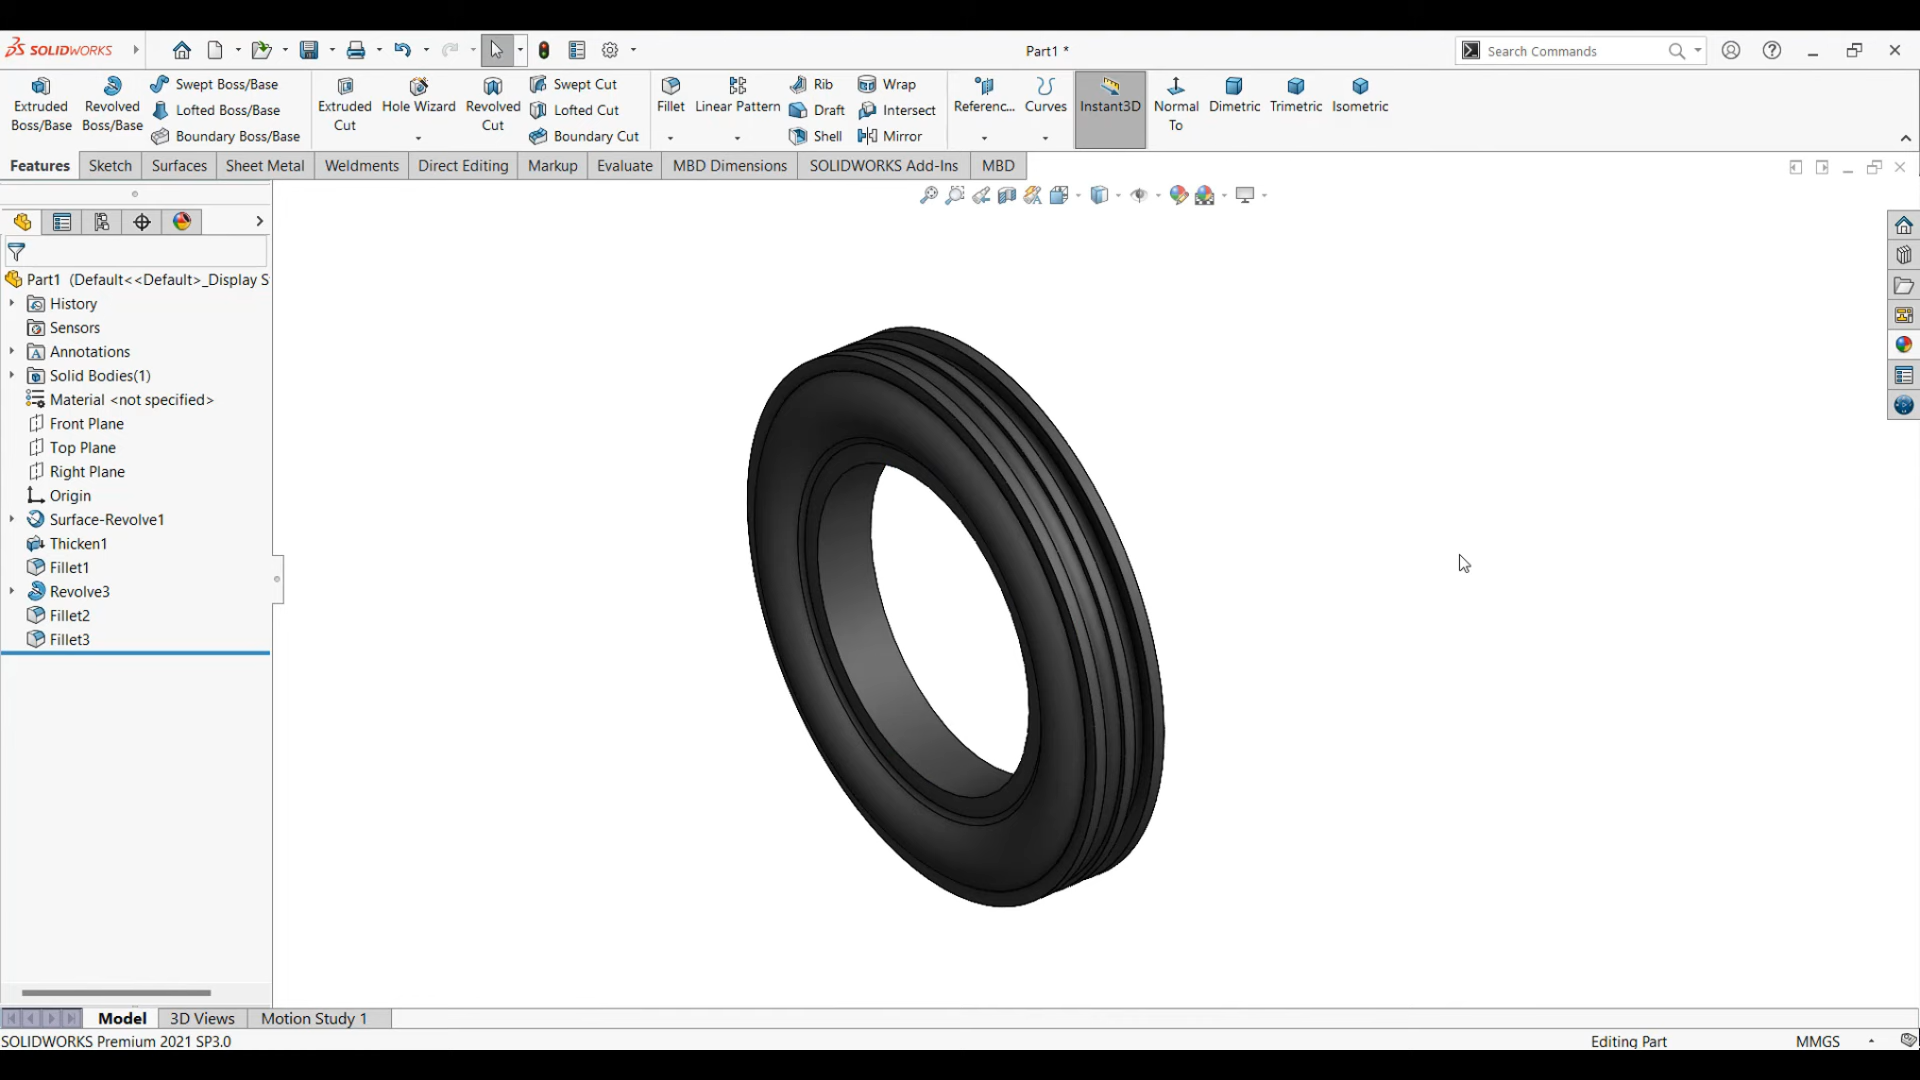 SOLIDWORKS
Part1 *
Search Commands
Extruded Boss/Base
Revolved Boss/Base
Swept Boss/Base
Lofted Boss/Base
Boundary Boss/Base
Extruded Cut
Hole Wizard
Revolved Cut
Swept Cut
Lofted Cut
Boundary Cut
Fillet
Linear Pattern
Rib
Draft
Shell
Wrap
Intersect
Mirror
Referenc...
Curves
Instant3D
Normal To
Dimetric
Trimetric
Isometric
Features
Sketch
Surfaces
Sheet Metal
Weldments
Direct Editing
Markup
Evaluate
MBD Dimensions
SOLIDWORKS Add-Ins
MBD
Part1 (Default<<Default>_Display S
History
Sensors
Annotations
Solid Bodies(1)
Material <not specified>
Front Plane
Top Plane
Right Plane
Origin
Surface-Revolve1
Thicken1
Fillet1
Revolve3
Fillet2
Fillet3
Model
3D Views
Motion Study 1
SOLIDWORKS Premium 2021 SP3.0
Editing Part
MMGS